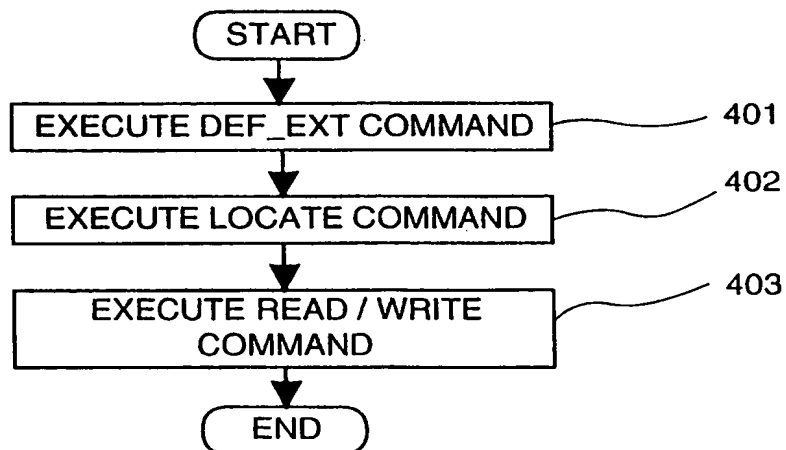 START
EXECUTE DEF_EXT COMMAND
401
EXECUTE LOCATE COMMAND
402
EXECUTE READ / WRITE
COMMAND
403
END